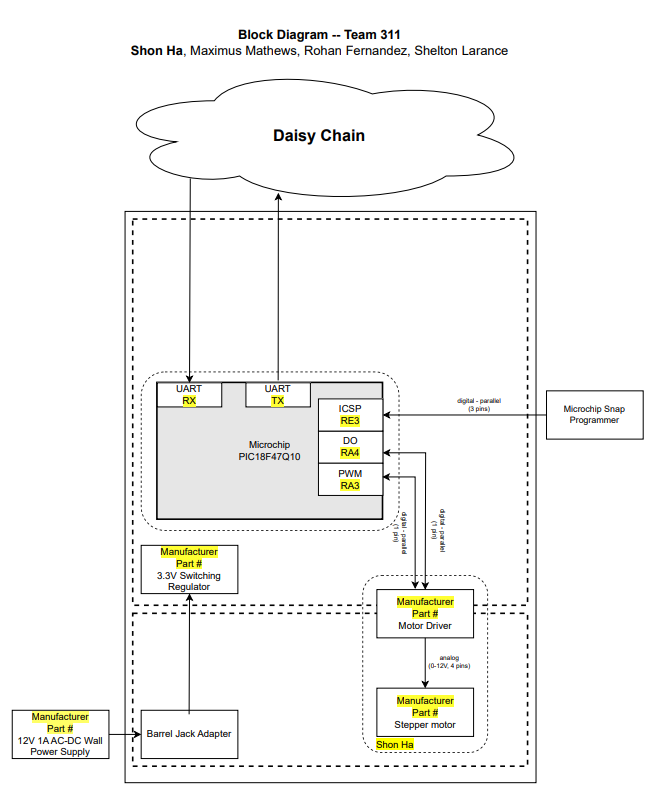 Block Diagram -- Team 311
Shon Ha, Maximus Mathews, Rohan Fernandez, Shelton Larance
Daisy Chain
UART
RX
UART
TX
ICSP
RE3
DO
RA4
PWM
RA3
Microchip
PIC18F47Q10
digital - parallel
(3 pins)
Microchip Snap
Programmer
digital - parallel
(1 pin)
digital - parallel
(1 pin)
Manufacturer
Part #
3.3V Switching
Regulator
Manufacturer
Part #
Motor Driver
analog
(0-12V, 4 pins)
Manufacturer
Part #
Stepper motor
Shon Ha
Manufacturer
Part #
12V 1A AC-DC Wall
Power Supply
Barrel Jack Adapter